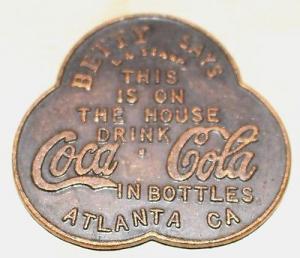 BETTY SAYS
THIS
IS ON
THE HOUSE
DRINK
Coca-Cola
IN BOTTLES
ATLANTA GA